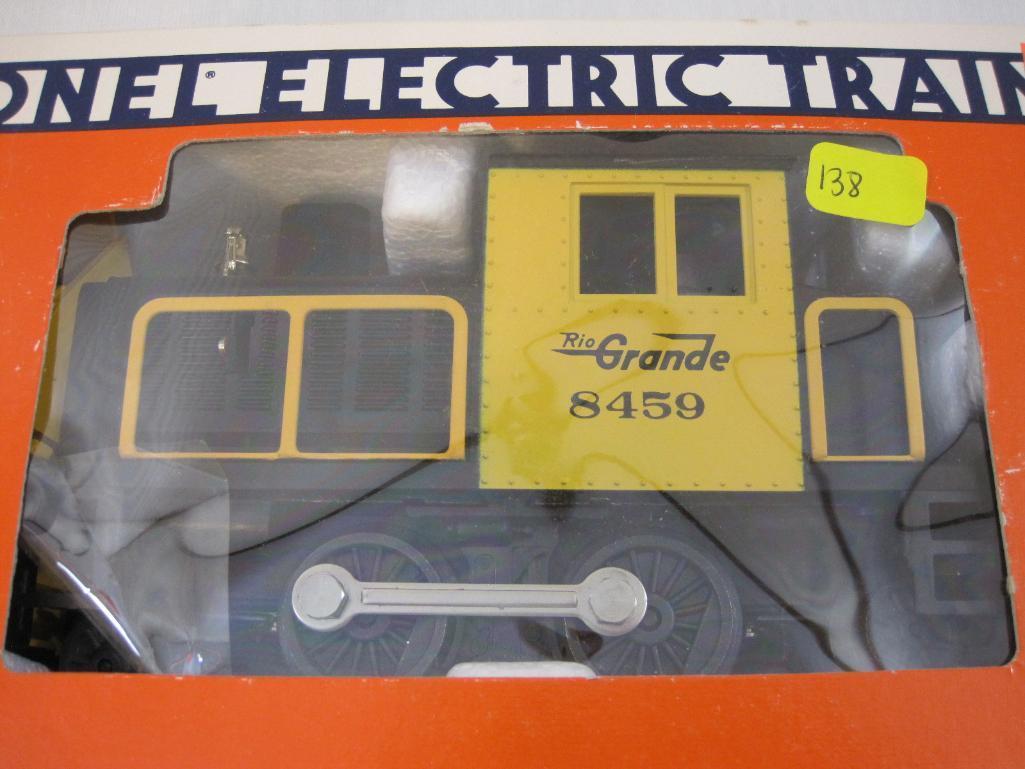 ONEL® ELECTRIC TRAIN
138
Rio Grande
8459